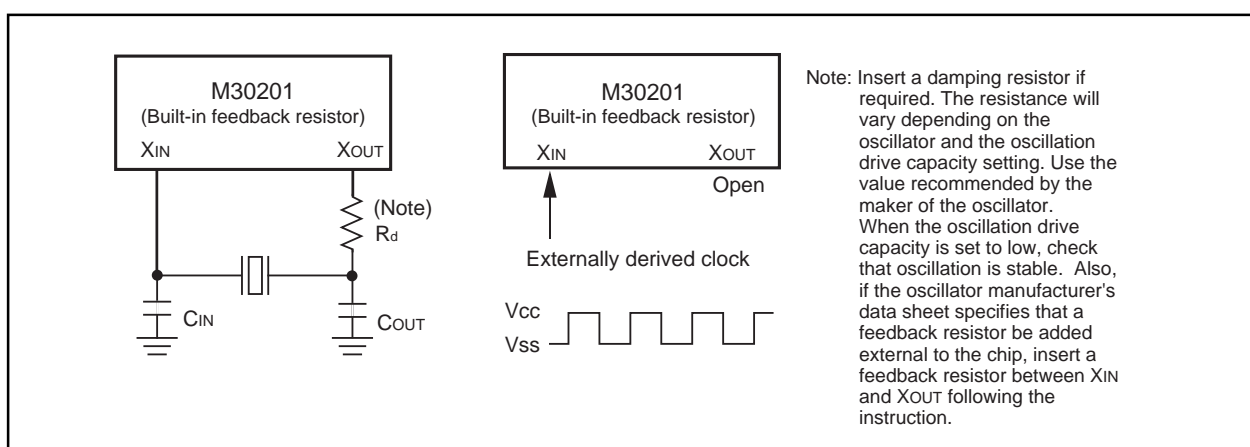 M30201
(Built-in feedback resistor)
XIN XOUT
(Note)
Rd
CIN
COUT
M30201
(Built-in feedback resistor)
XIN XOUT
Open
Externally derived clock
Vcc
Vss
Note: Insert a damping resistor if
required. The resistance will
vary depending on the
oscillator and the oscillation
drive capacity setting. Use the
value recommended by the
maker of the oscillator.
When the oscillation drive
capacity is set to low, check
that oscillation is stable. Also,
if the oscillator manufacturer's
data sheet specifies that a
feedback resistor be added
external to the chip, insert a
feedback resistor between XIN
and XOUT following the
instruction.